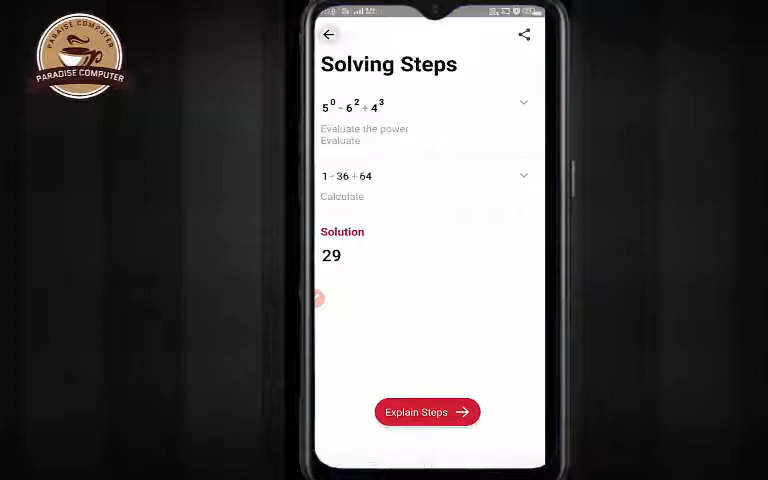 PARAISE COMPUTER
PARADISE COMPUTER
Solving Steps
5⁰ - 6² + 4³
Evaluate the power
Evaluate
1 - 36 + 64
Calculate
Solution
29
Explain Steps